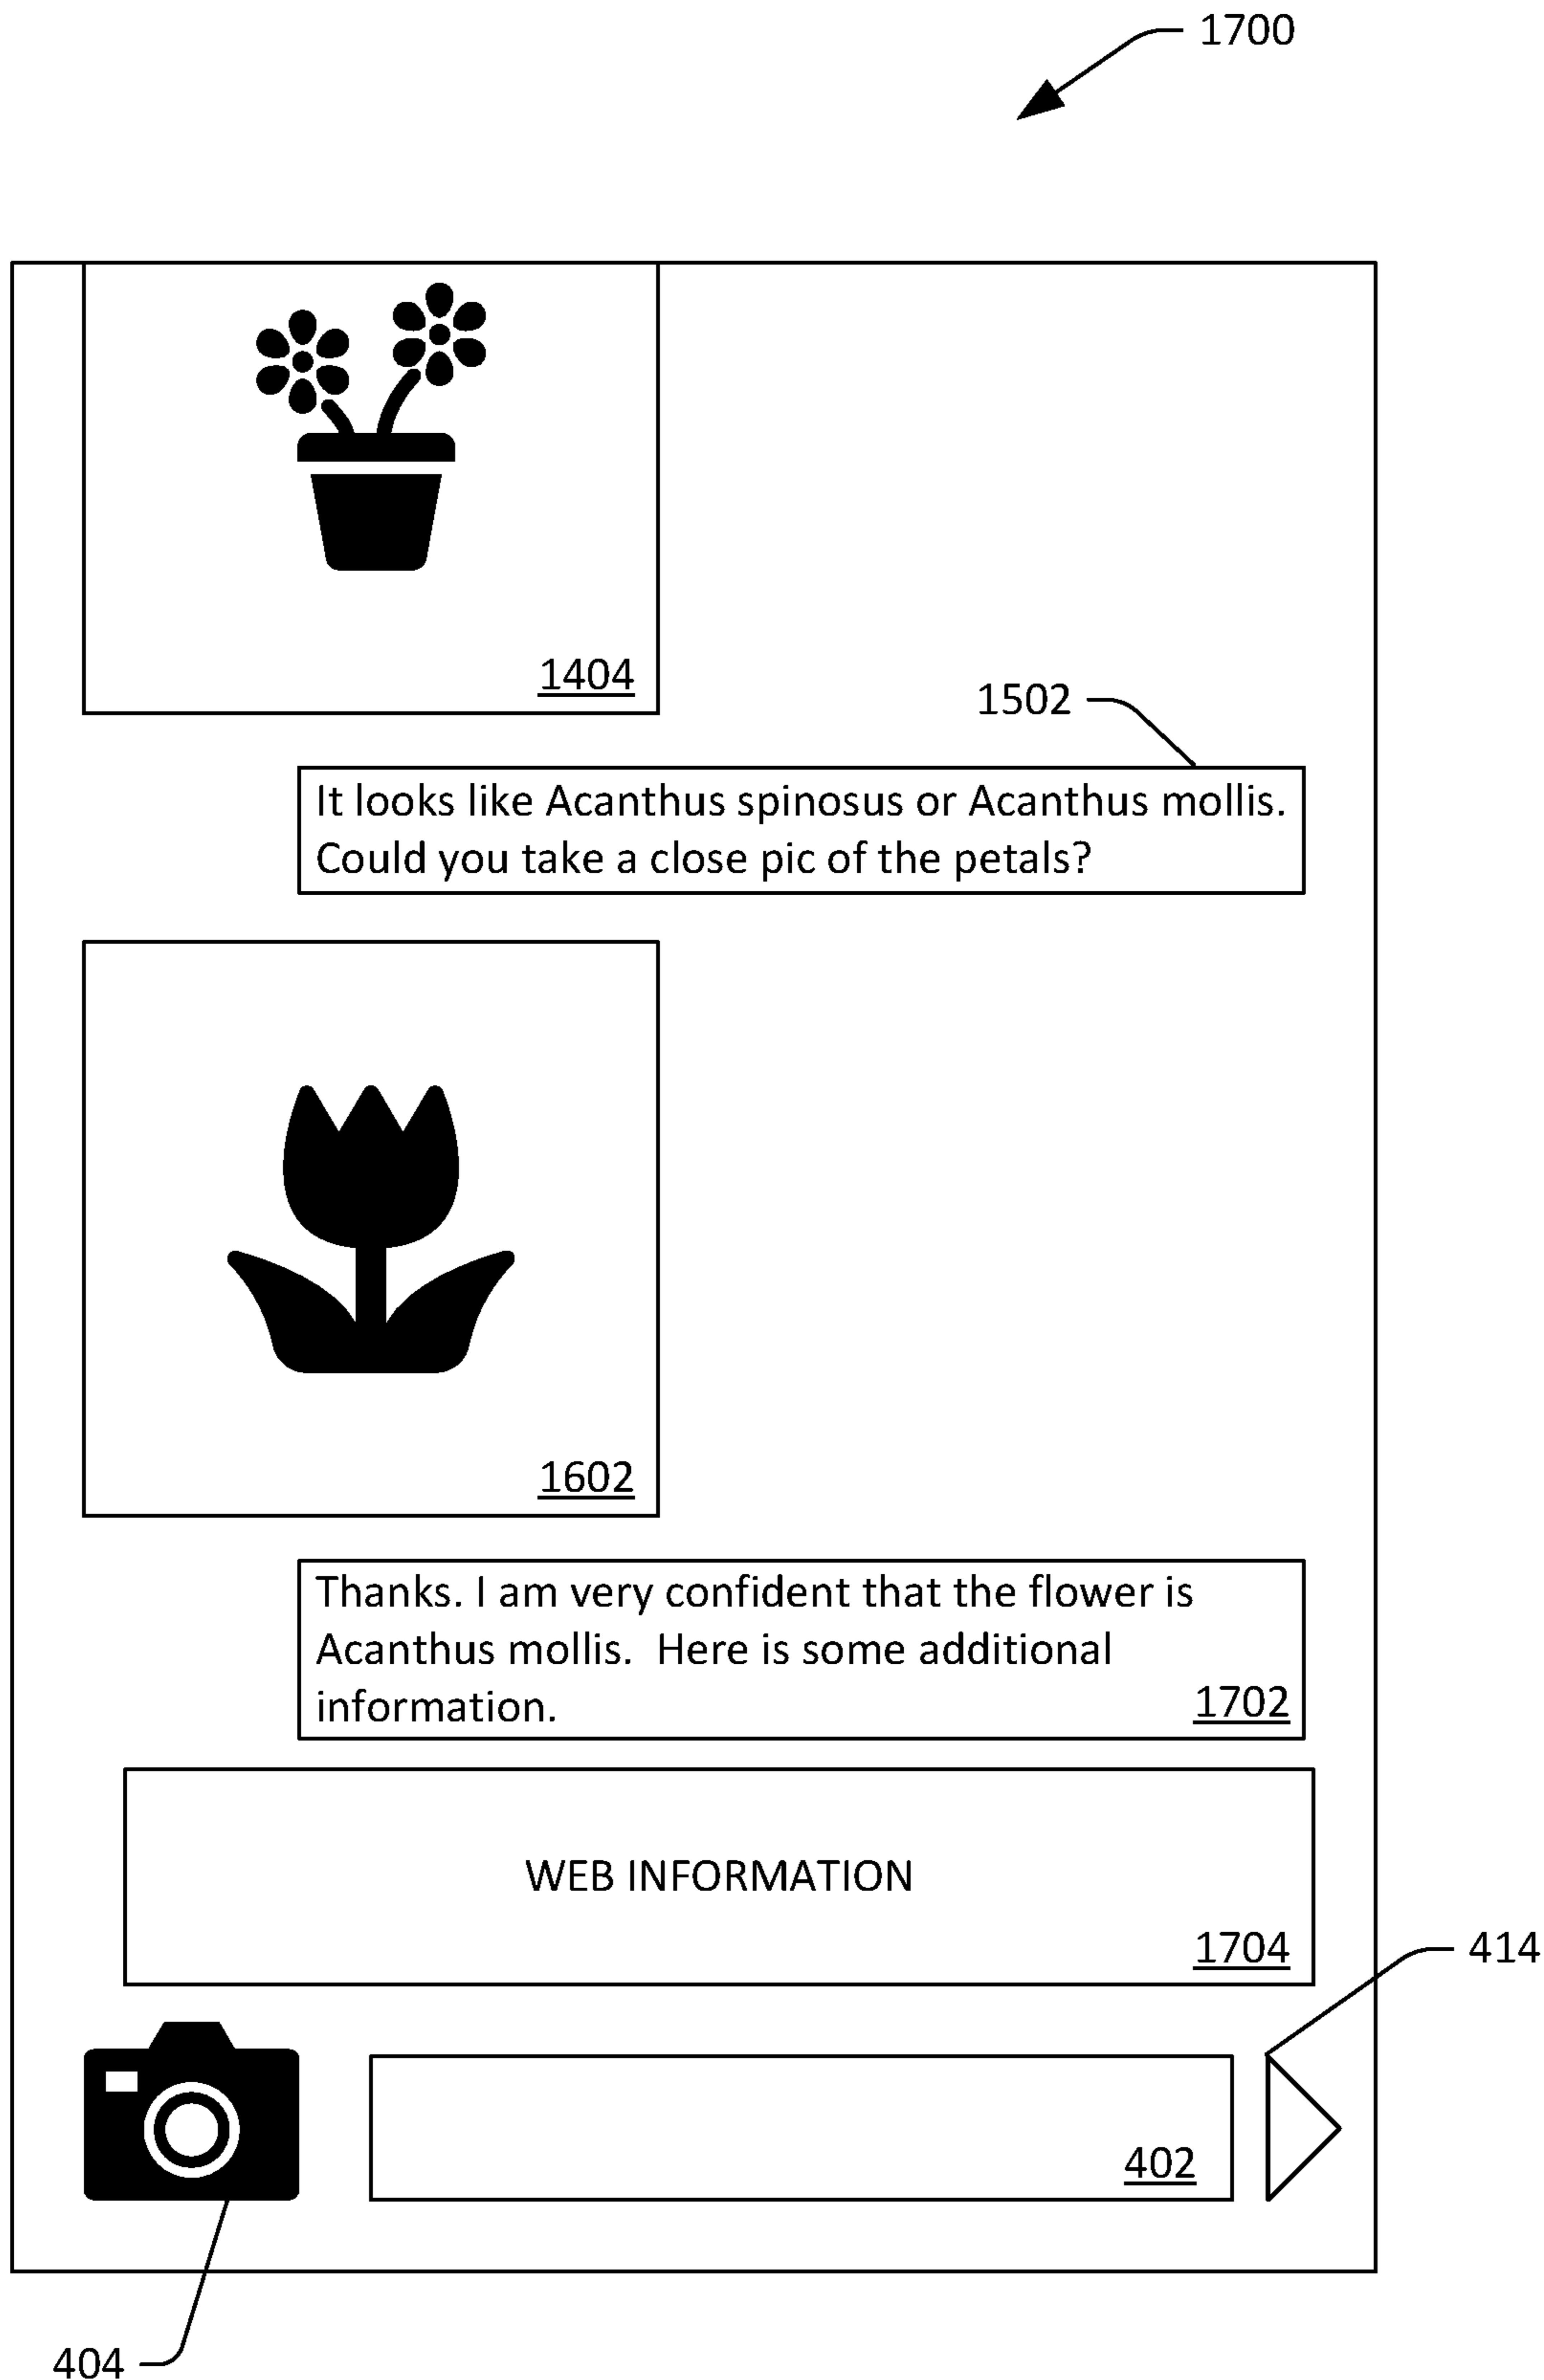 1700
1404
1502
It looks like Acanthus spinosus or Acanthus mollis.
Could you take a close pic of the petals?
1602
Thanks. I am very confident that the flower is
Acanthus mollis.  Here is some additional
information.
1702
WEB INFORMATION
1704
414
402
404